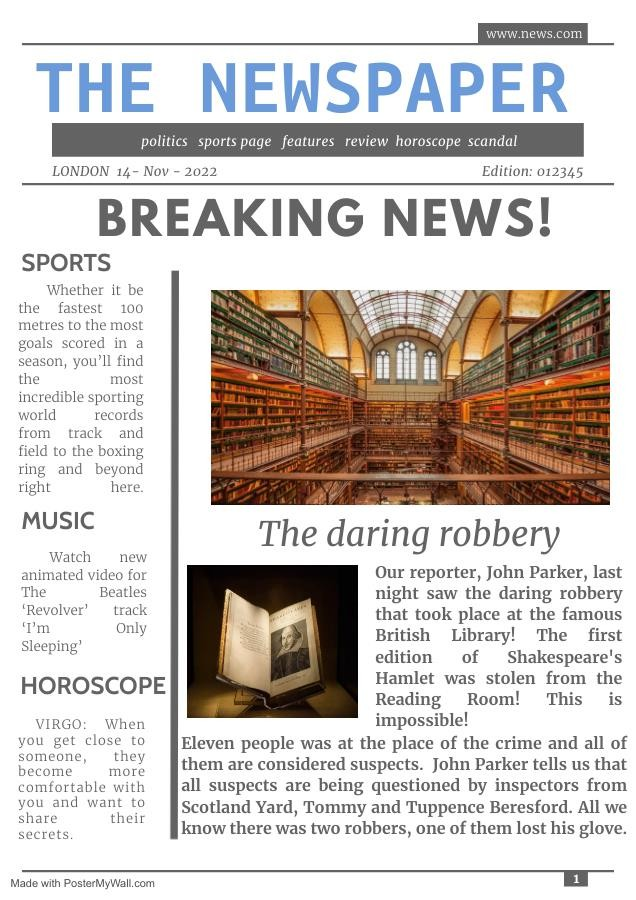 www.news.com
THE NEWSPAPER
politics sports page features review horoscope scandal
LONDON 14- Nov - 2022
Edition: 012345
BREAKING NEWS!
SPORTS
Whether it be
the fastest 100
metres to the most
goals scored in a
season, you'll find
the most
incredible sporting
world records
from track and
field to the boxing
ring and beyond
right here.
MUSIC
Watch new
animated video for
The Beatles
‘Revolver’ track
‘I’m Only
Sleeping’
HOROSCOPE
VIRGO: When
you get close to
someone, they
become more
comfortable with
you and want to
share their
secrets.
The daring robbery
Our reporter, John Parker, last
night saw the daring robbery
that took place at the famous
British Library! The first
edition of Shakespeare's
Hamlet was stolen from the
Reading Room! This is
impossible!
Eleven people was at the place of the crime and all of
them are considered suspects. John Parker tells us that
all suspects are being questioned by inspectors from
Scotland Yard, Tommy and Tuppence Beresford. All we
know there was two robbers, one of them lost his glove.
Made with PosterMyWall.com
1